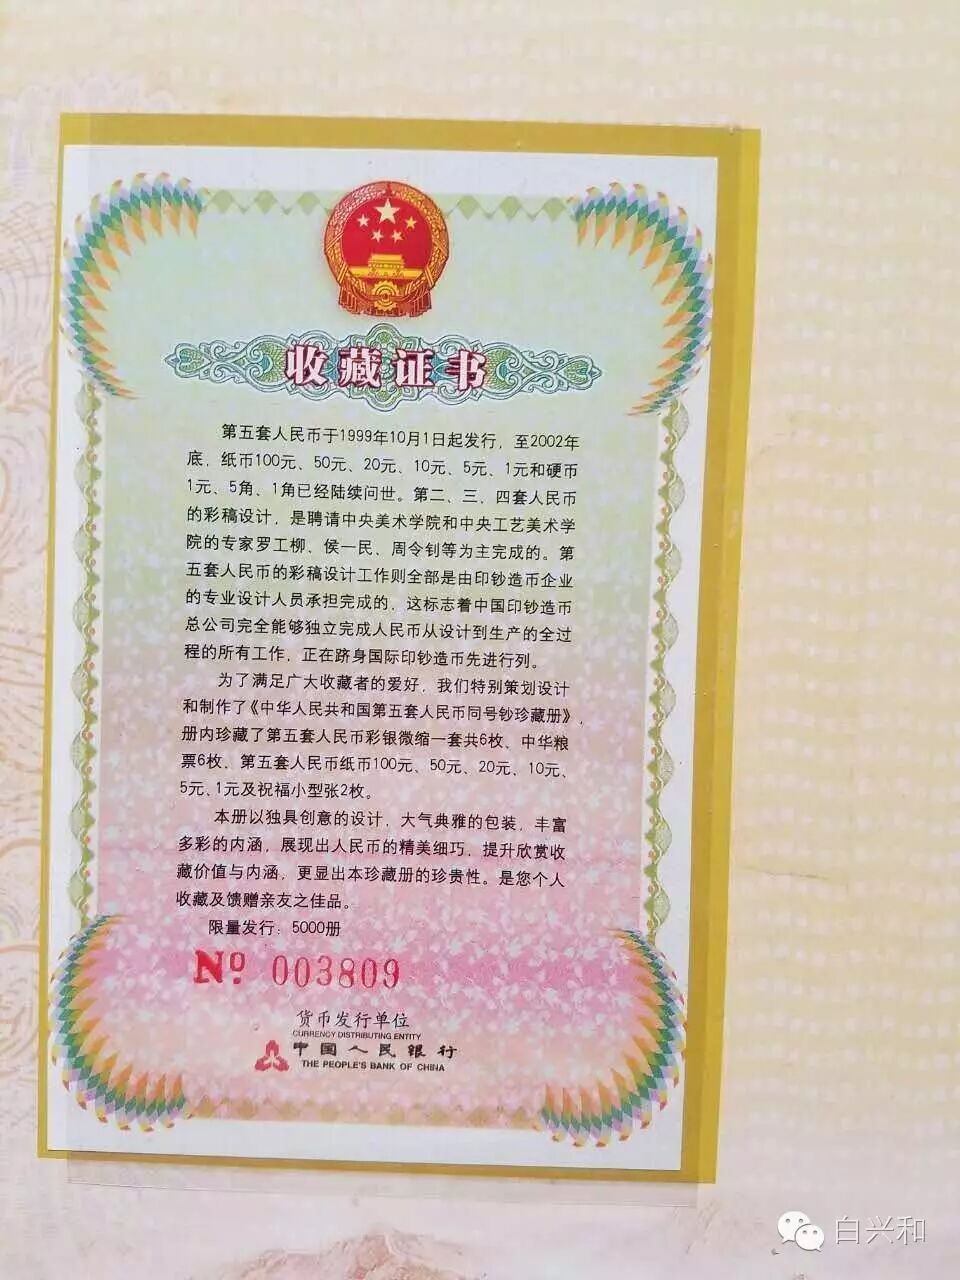 收藏证书
第五套人民币于1999年10月1日起发行，至2002年
底，纸币100元、50元、20元、10元、5元、1元和硬币
1元、5角、1角已经陆续问世。第二、三、四套人民币
的彩稿设计，是聘请中央美术学院和中央工艺美术学
院的专家罗工柳、侯一民、周令钊等为主完成的。第
五套人民币的彩稿设计工作则全部是由印钞造币企业
的专业设计人员承担完成的，这标志着中国印钞造币
总公司完全能够独立完成人民币从设计到生产的全过
程的所有工作，正在跻身国际印钞造币先进行列。
为了满足广大收藏者的爱好，我们特别策划设计
和制作了《中华人民共和国第五套人民币同号钞珍藏册》，
册内珍藏了第五套人民币彩银微缩一套共6枚、中华粮
票6枚、第五套人民币纸币100元、50元、20元、10元、
5元、1元及祝福小型张2枚。
本册以独具创意的设计，大气典雅的包装，丰富
多彩的内涵，展现出人民币的精美细巧，提升欣赏收
藏价值与内涵，更显出本珍藏册的珍贵性。是您个人
收藏及馈赠亲友之佳品。
限量发行：5000册
№ 003809
货币发行单位
CURRENCY DISTRIBUTING ENTITY
中国人民银行
THE PEOPLE'S BANK OF CHINA
白兴和